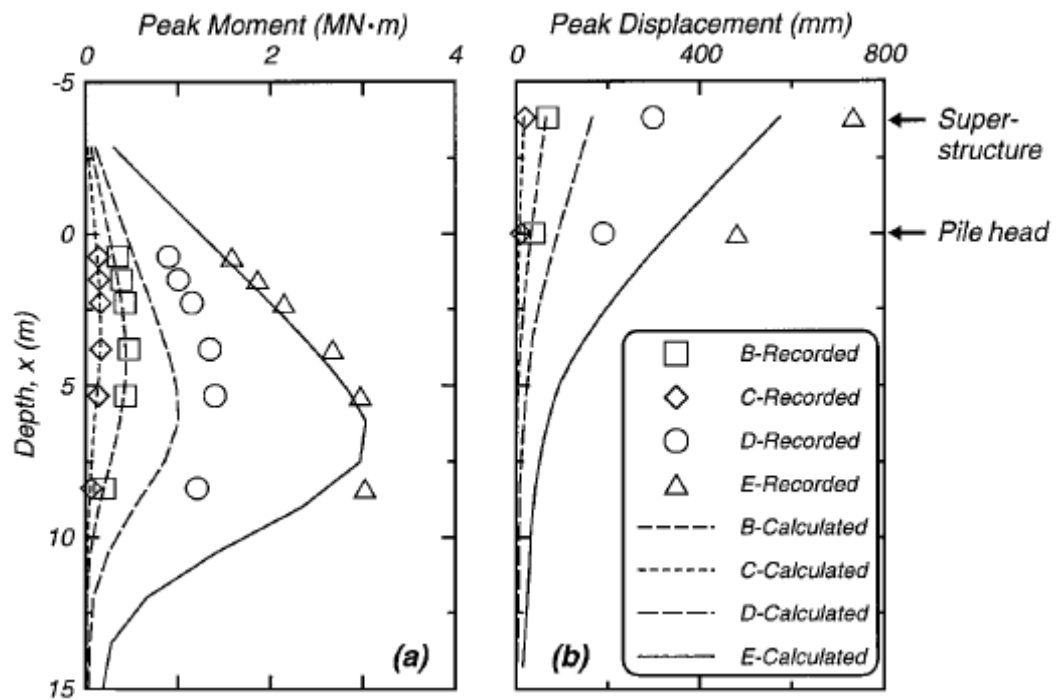 Peak Moment (MN·m)
0 2 4
Peak Displacement (mm)
0 400 800
-5
0
5
10
15
Depth, x (m)
(a)
(b)
Super-
structure
Pile head
B-Recorded
C-Recorded
D-Recorded
E-Recorded
B-Calculated
C-Calculated
D-Calculated
E-Calculated